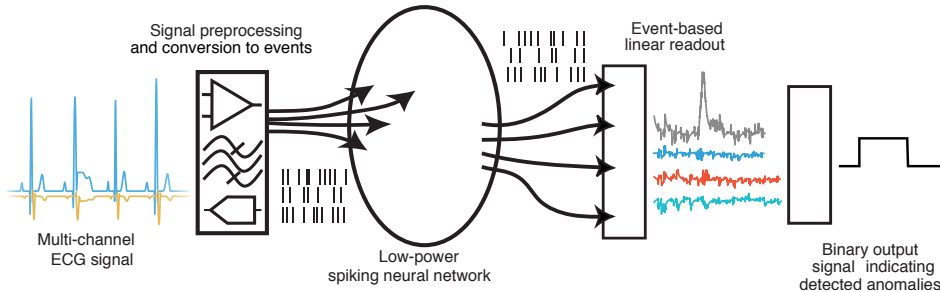 Signal preprocessing
and conversion to events
Event-based
linear readout
Multi-channel
ECG signal
Low-power
spiking neural network
Binary output
signal indicating
detected anomalies